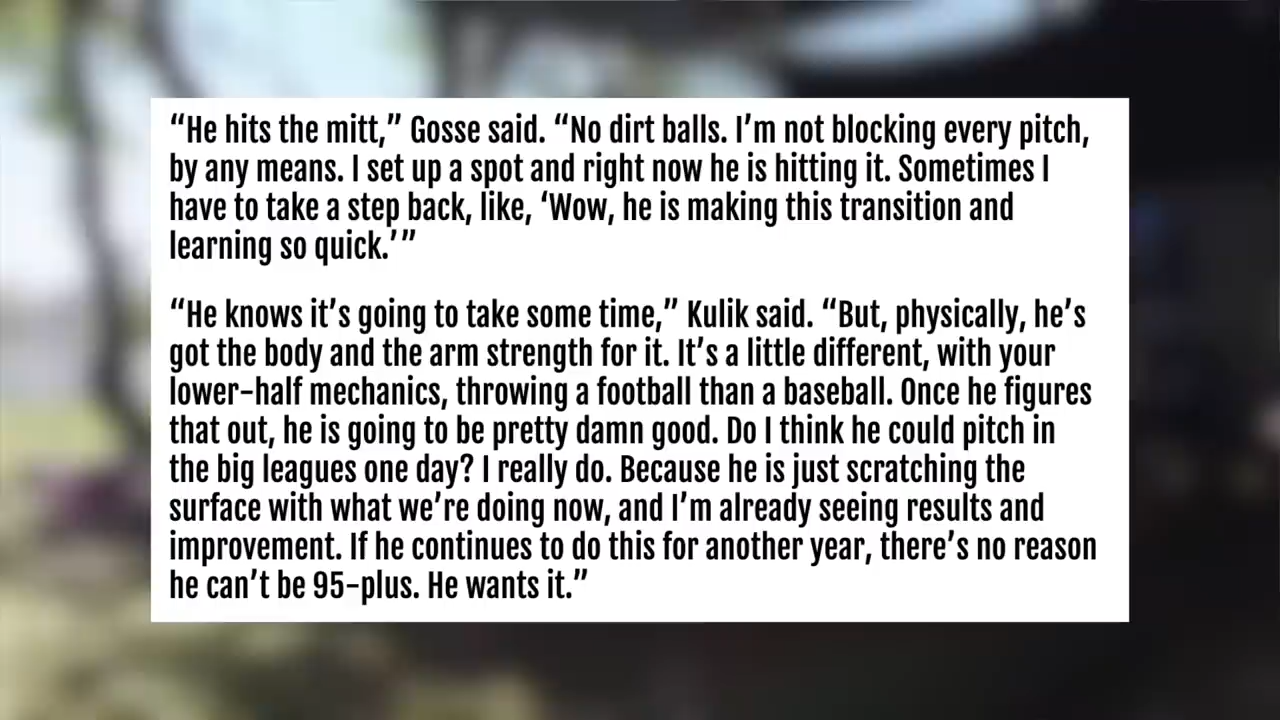 “He hits the mitt,” Gosse said. “No dirt balls. I’m not blocking every pitch,
by any means. I set up a spot and right now he is hitting it. Sometimes I
have to take a step back, like, ‘Wow, he is making this transition and
learning so quick.’”
“He knows it’s going to take some time,” Kulik said. “But, physically, he’s
got the body and the arm strength for it. It’s a little different, with your
lower-half mechanics, throwing a football than a baseball. Once he figures
that out, he is going to be pretty damn good. Do I think he could pitch in
the big leagues one day? I really do. Because he is just scratching the
surface with what we’re doing now, and I’m already seeing results and
improvement. If he continues to do this for another year, there’s no reason
he can’t be 95-plus. He wants it.”